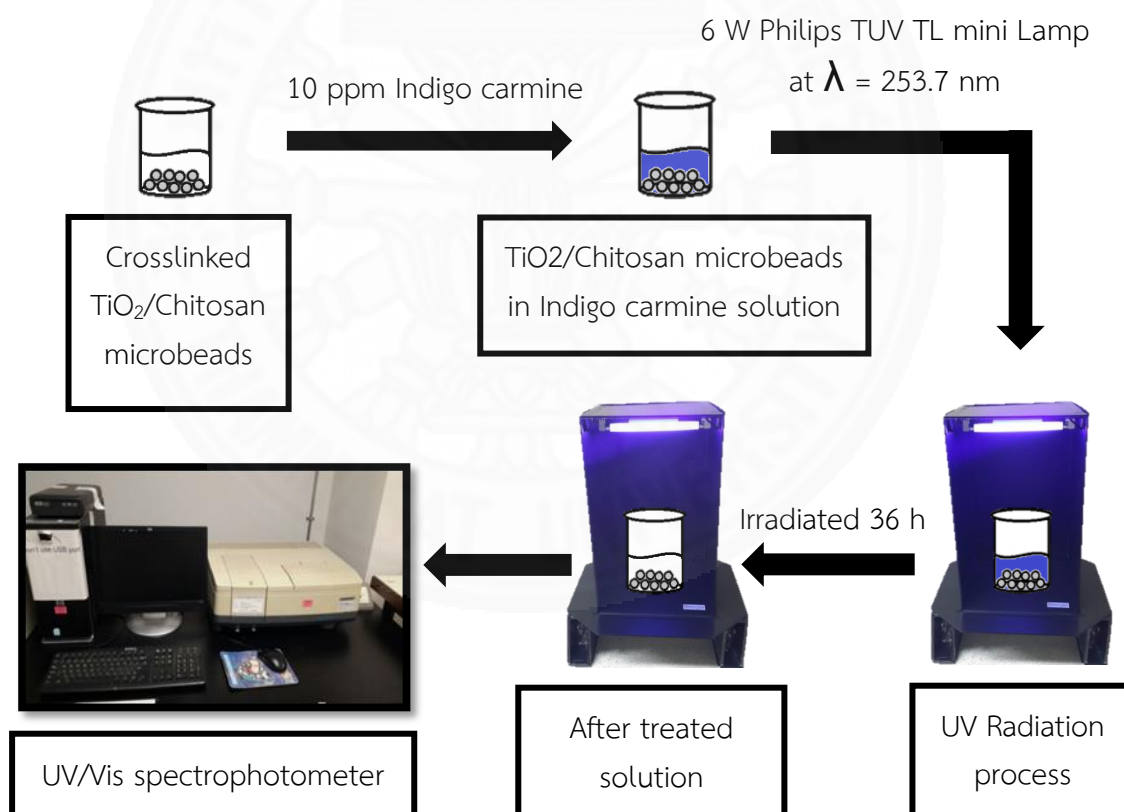 6 W Philips TUV TL mini Lamp
at λ = 253.7 nm
10 ppm Indigo carmine
Crosslinked
TiO₂/Chitosan
microbeads
TiO2/Chitosan microbeads
in Indigo carmine solution
Irradiated 36 h
UV Radiation
process
After treated
solution
UV/Vis spectrophotometer